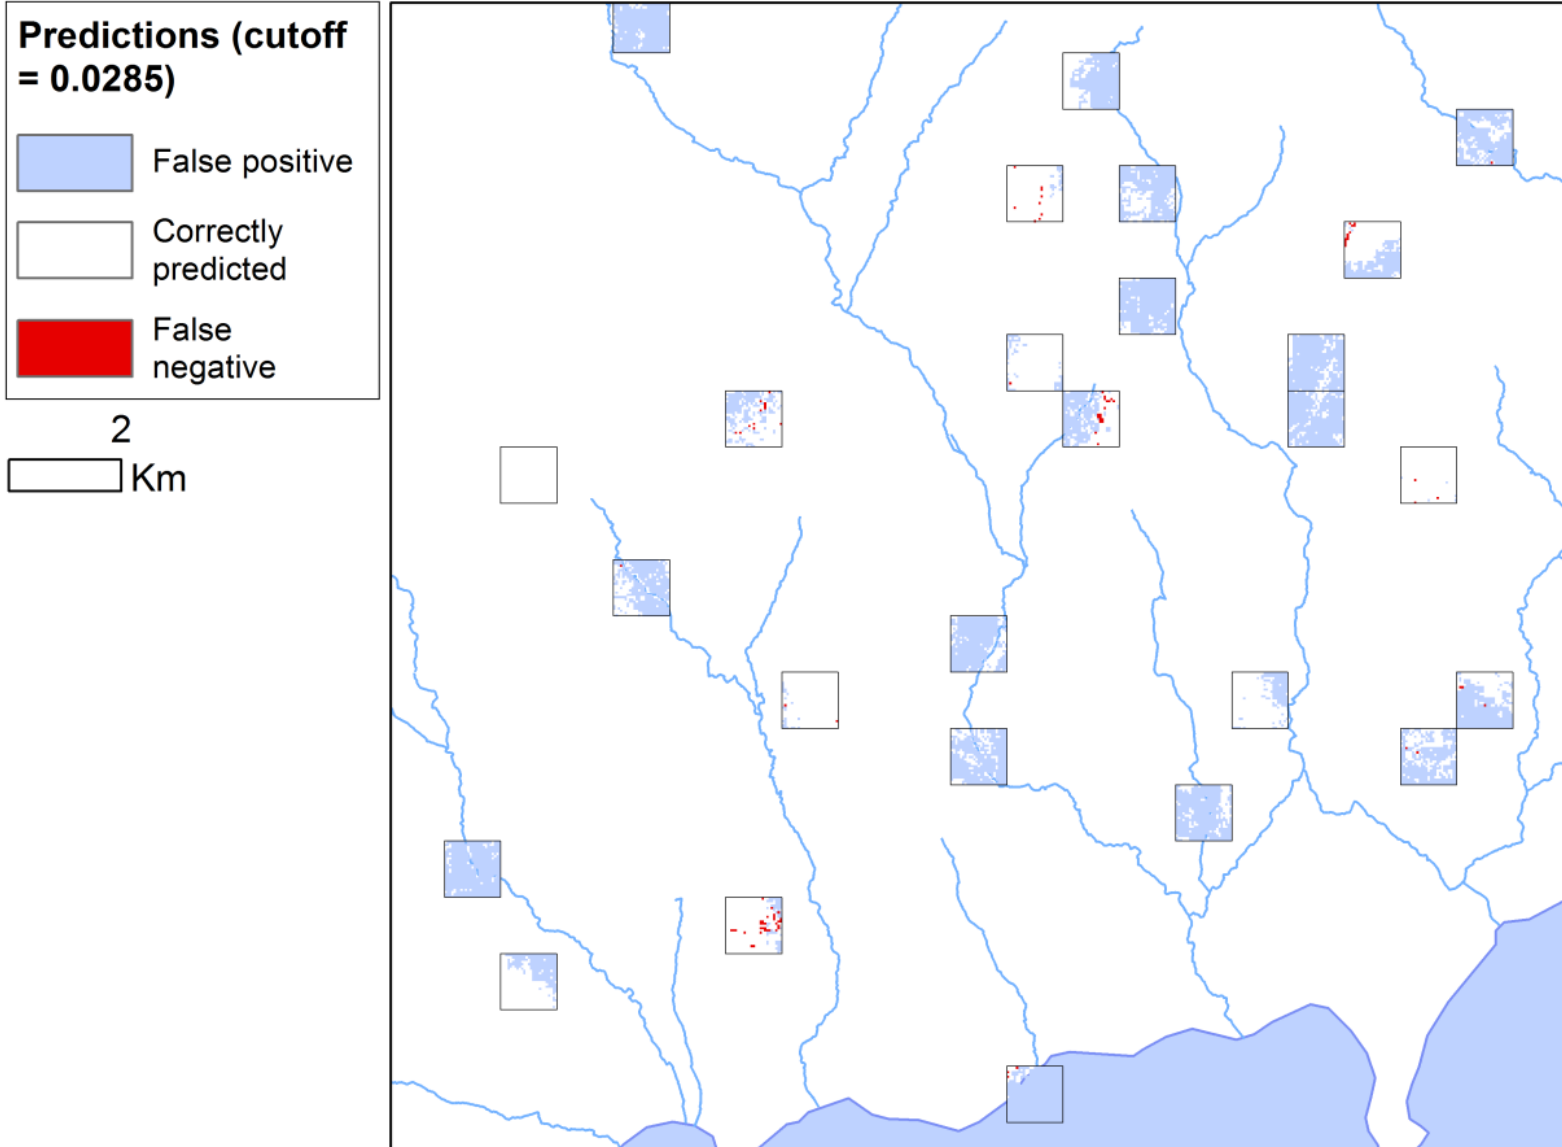 Predictions (cutoff
= 0.0285)
False positive
Correctly
predicted
False
negative
2
Km